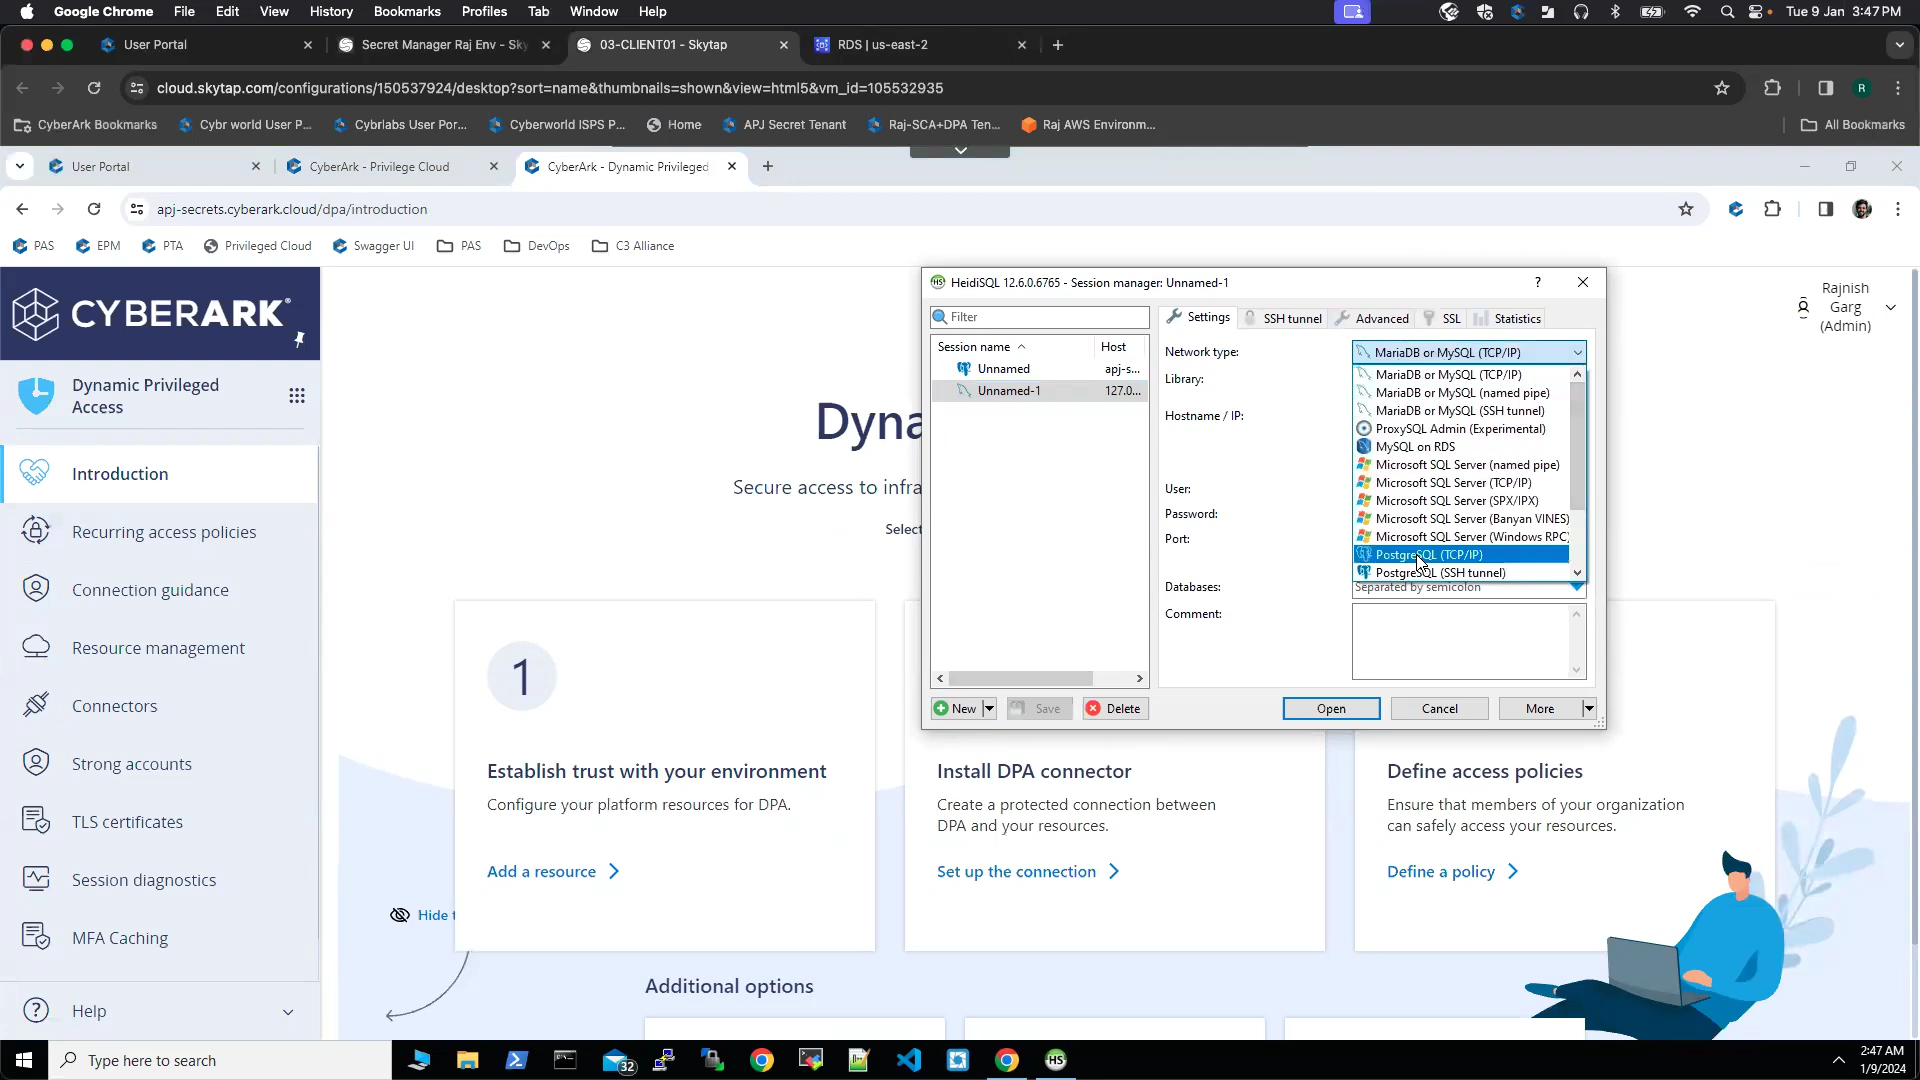 Google Chrome File Edit View History Bookmarks Profiles Tab Window Help Tue 9 Jan 3:47 PM
User Portal Secret Manager Raj Env - Sky 03-CLIENT01 - Skytap RDS | us-east-2
cloud.skytap.com/configurations/150537924/desktop?sort=name&thumbnails=shown&view=html5&vm_id=105532935 R
CyberArk Bookmarks Cybr world User P... Cybrlabs User Por... Cyberworld ISPS P... Home APJ Secret Tenant Raj-SCA+DPA Ten... Raj AWS Environm... All Bookmarks
User Portal CyberArk - Privilege Cloud CyberArk - Dynamic Privileged
apj-secrets.cyberark.cloud/dpa/introduction
PAS EPM PTA Privileged Cloud Swagger UI PAS DevOps C3 Alliance
CYBERARK®
Dynamic Privileged
Access
Introduction
Recurring access policies
Connection guidance
Resource management
Connectors
Strong accounts
TLS certificates
Session diagnostics
MFA Caching
Help
Rajnish
Garg
(Admin)
Dyna
Secure access to infra
Selec
HS HeidiSQL 12.6.0.6765 - Session manager: Unnamed-1 ?
Filter
Session name Host
Unnamed apj-s...
Unnamed-1 127.0...
Settings SSH tunnel Advanced SSL Statistics
Network type: MariaDB or MySQL (TCP/IP)
Library:
Hostname / IP:
User:
Password:
Port:
Databases: Separated by semicolon
Comment:
MariaDB or MySQL (TCP/IP)
MariaDB or MySQL (named pipe)
MariaDB or MySQL (SSH tunnel)
ProxySQL Admin (Experimental)
MySQL on RDS
Microsoft SQL Server (named pipe)
Microsoft SQL Server (TCP/IP)
Microsoft SQL Server (SPX/IPX)
Microsoft SQL Server (Banyan VINES)
Microsoft SQL Server (Windows RPC)
PostgreSQL (TCP/IP)
PostgreSQL (SSH tunnel)
New Save Delete Open Cancel More
1
Establish trust with your environment
Configure your platform resources for DPA.
Add a resource
Install DPA connector
Create a protected connection between
DPA and your resources.
Set up the connection
Define access policies
Ensure that members of your organization
can safely access your resources.
Define a policy
Hide t
Additional options
Type here to search 32 HS 2:47 AM
1/9/2024